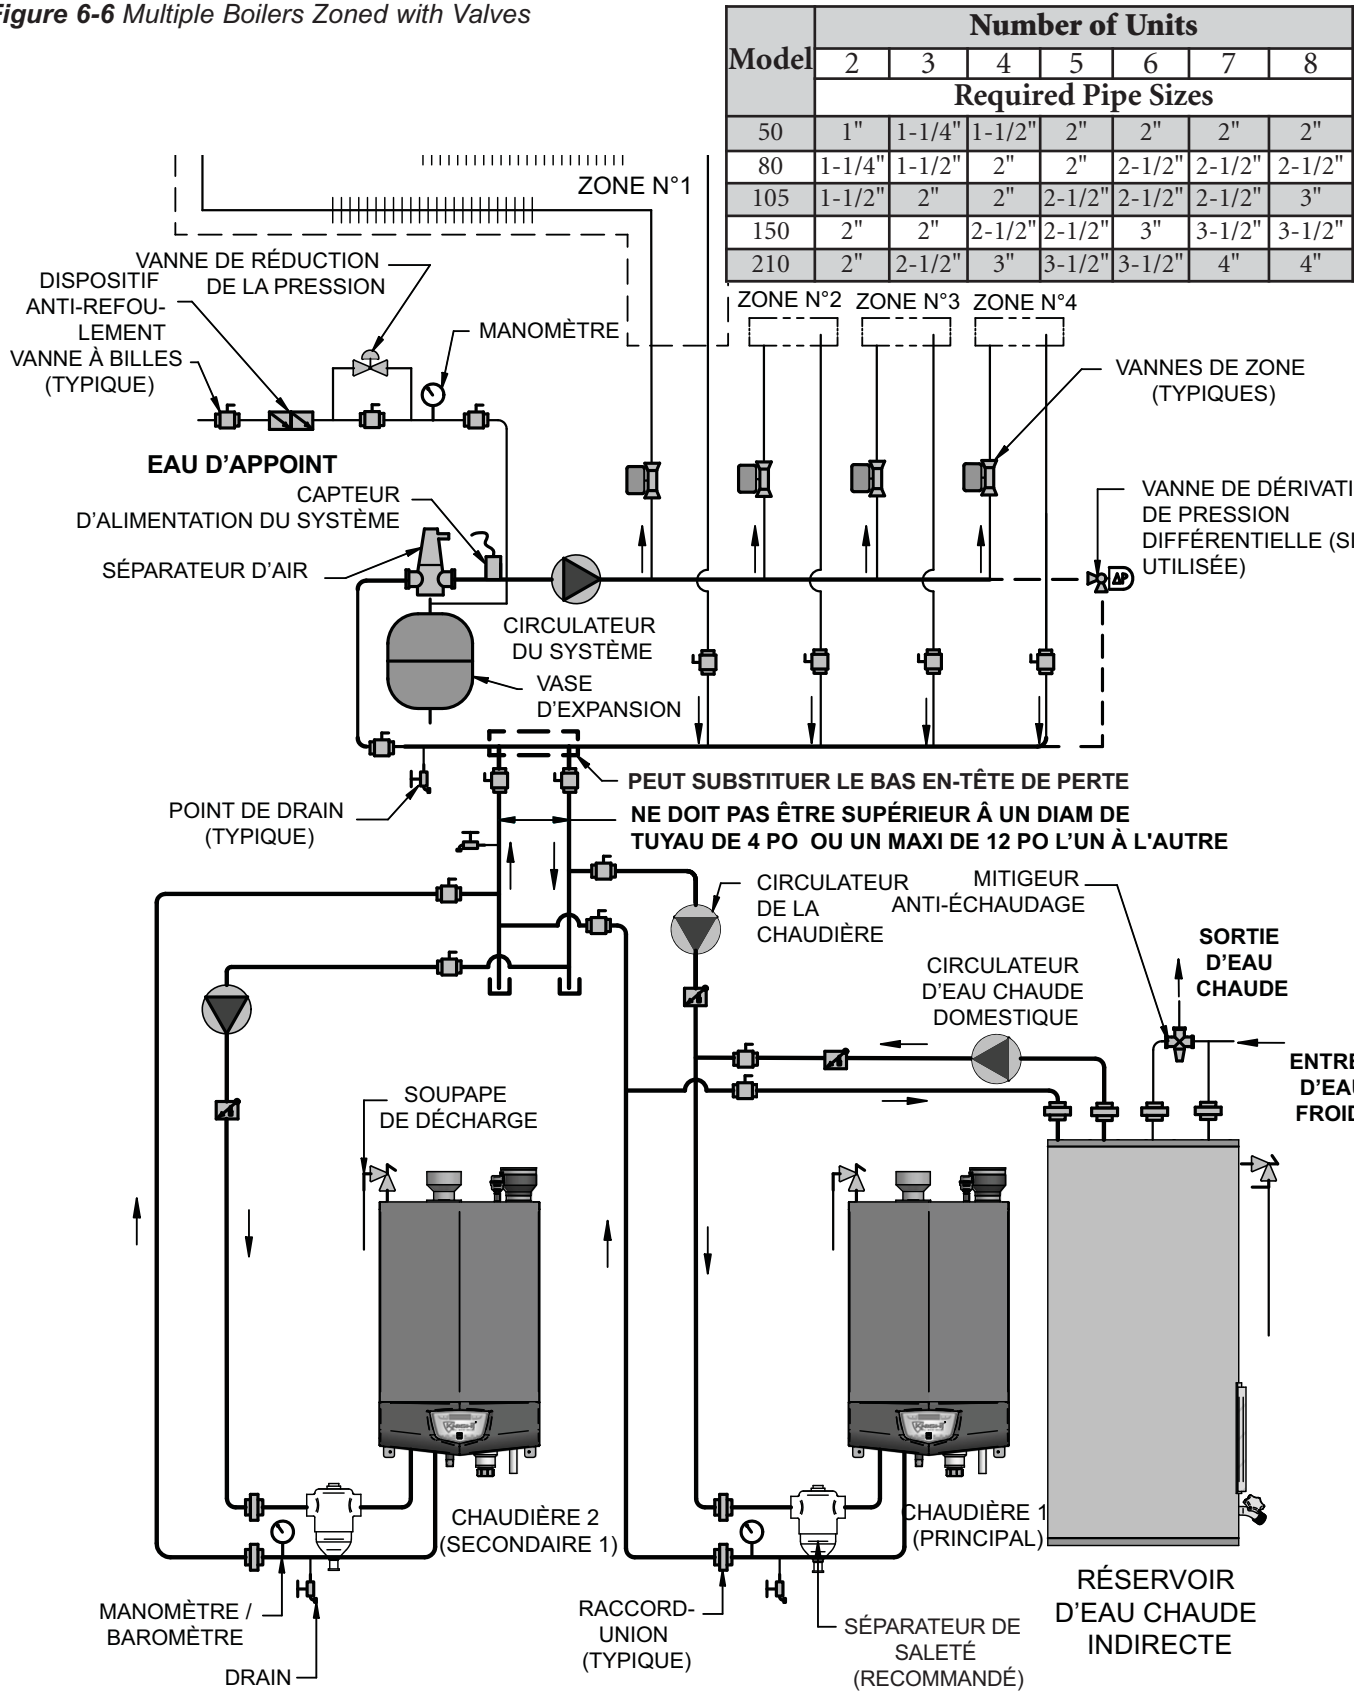 Figure 6-6 Multiple Boilers Zoned with Valves
Number of Units
Model 2 3 4 5 6 7 8
Required Pipe Sizes
50 1" 1-1/4" 1-1/2" 2" 2" 2" 2"
80 1-1/4" 1-1/2" 2" 2" 2-1/2" 2-1/2" 2-1/2"
105 1-1/2" 2" 2" 2-1/2" 2-1/2" 2-1/2" 3"
150 2" 2" 2-1/2" 2-1/2" 3" 3-1/2" 3-1/2"
210 2" 2-1/2" 3" 3-1/2" 3-1/2" 4" 4"
ZONE N°1
VANNE DE RÉDUCTION
DE LA PRESSION
DISPOSITIF
ANTI-REFOU-
LEMENT
VANNE À BILLES
(TYPIQUE)
MANOMÈTRE
ZONE N°2
ZONE N°3
ZONE N°4
VANNES DE ZONE
(TYPIQUES)
EAU D'APPOINT
CAPTEUR
D'ALIMENTATION DU SYSTÈME
SÉPARATEUR D'AIR
VANNE DE DÉRIVATI
DE PRESSION
DIFFÉRENTIELLE (SI
UTILISÉE)
ΔP
CIRCULATEUR
DU SYSTÈME
VASE
D'EXPANSION
PEUT SUBSTITUER LE BAS EN-TÊTE DE PERTE
POINT DE DRAIN
(TYPIQUE)
NE DOIT PAS ÊTRE SUPÉRIEUR Â UN DIAM DE
TUYAU DE 4 PO OU UN MAXI DE 12 PO L'UN À L'AUTRE
CIRCULATEUR
DE LA
CHAUDIÈRE
MITIGEUR
ANTI-ÉCHAUDAGE
SORTIE
D'EAU
CHAUDE
CIRCULATEUR
D'EAU CHAUDE
DOMESTIQUE
ENTRE
D'EAU
FROID
SOUPAPE
DE DÉCHARGE
KNIGHT
KNIGHT
CHAUDIÈRE 2
(SECONDAIRE 1)
CHAUDIÈRE 1
(PRINCIPAL)
MANOMÈTRE /
BAROMÈTRE
DRAIN
RACCORD-
UNION
(TYPIQUE)
SÉPARATEUR DE
SALETÉ
(RECOMMANDÉ)
RÉSERVOIR
D'EAU CHAUDE
INDIRECTE